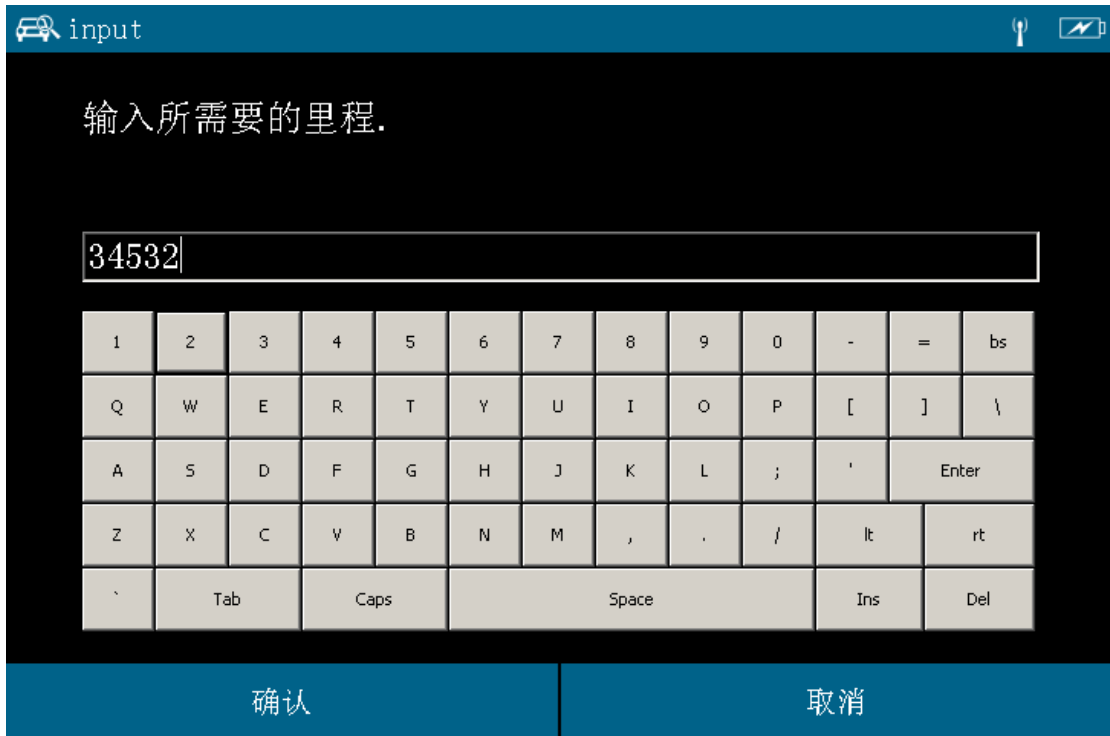 input
输入所需要的里程.
34532
1 2 3 4 5 6 7 8 9 0 - = bs
Q W E R T Y U I O P [ ] \
A S D F G H J K L ; ' Enter
Z X C V B N M , . / lt rt
` Tab Caps Space Ins Del
确认 取消